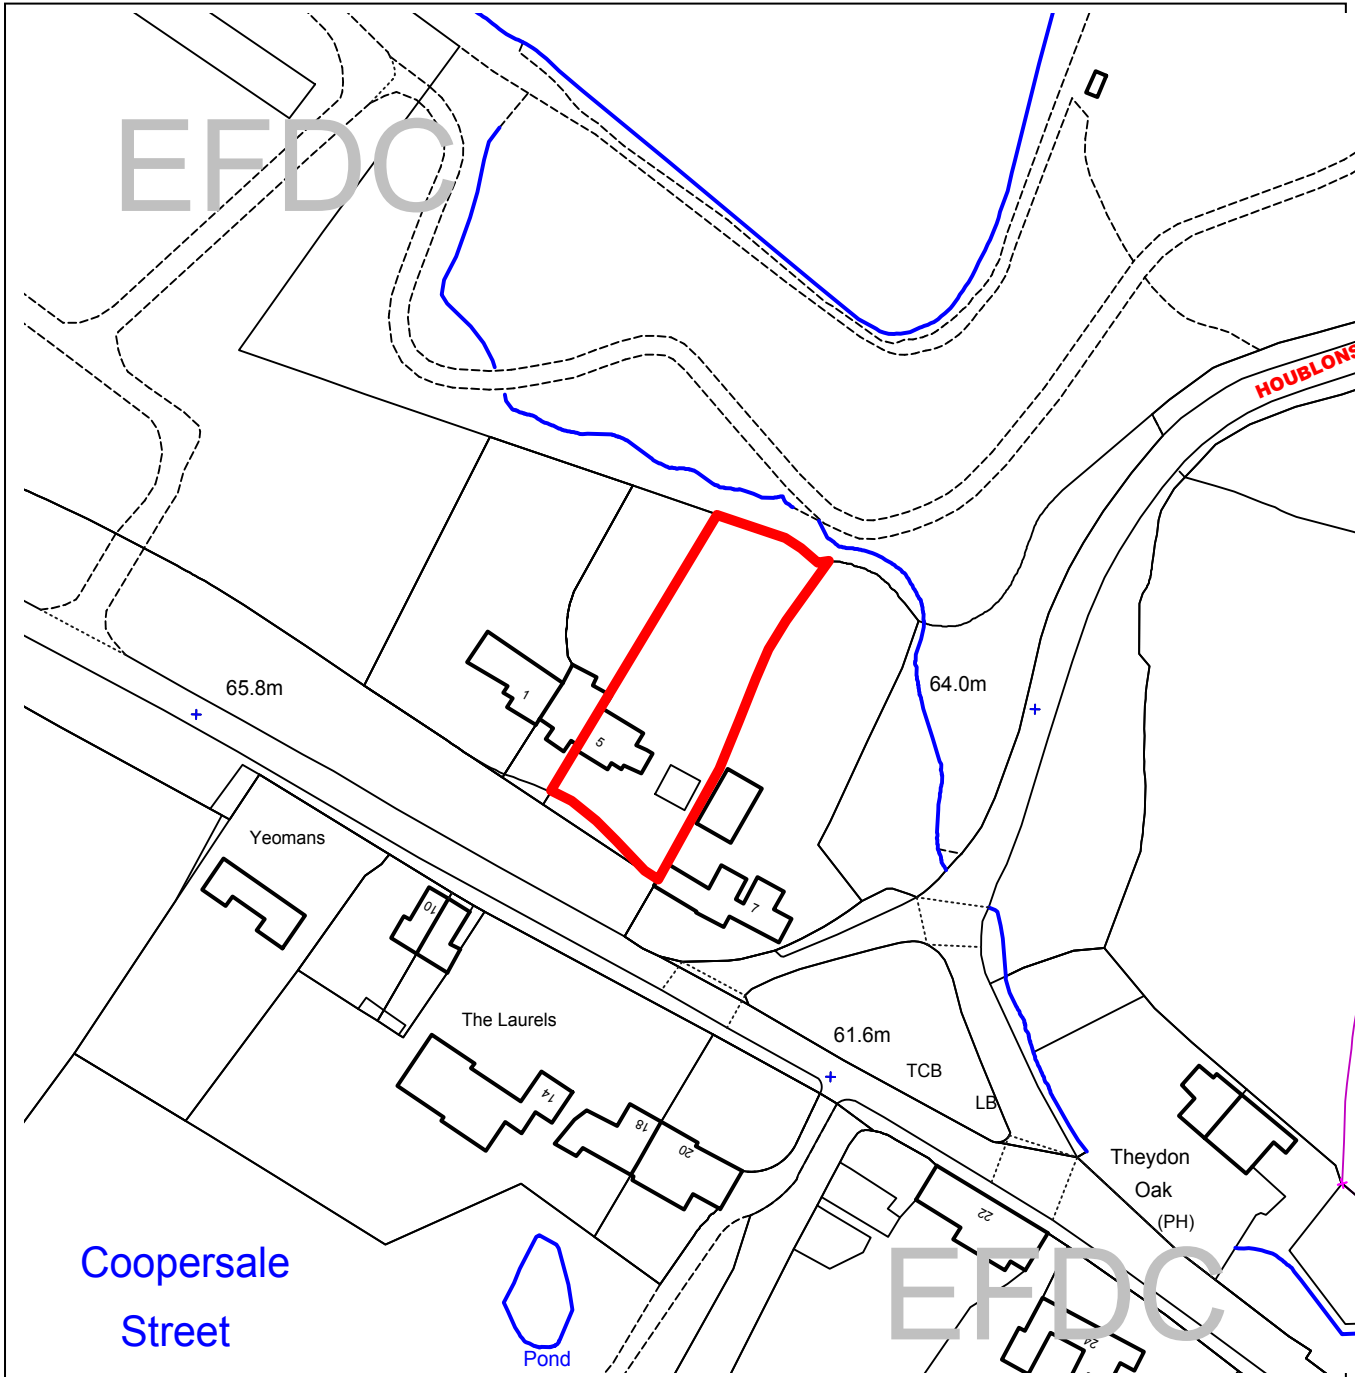 EFDC
HOUBLONS
65.8m
64.0m
1
5
Yeomans
7
10
The Laurels
61.6m
TCB
LB
14
18
20
Theydon
Oak
(PH)
22
Coopersale
Street
EFDC
24
Pond